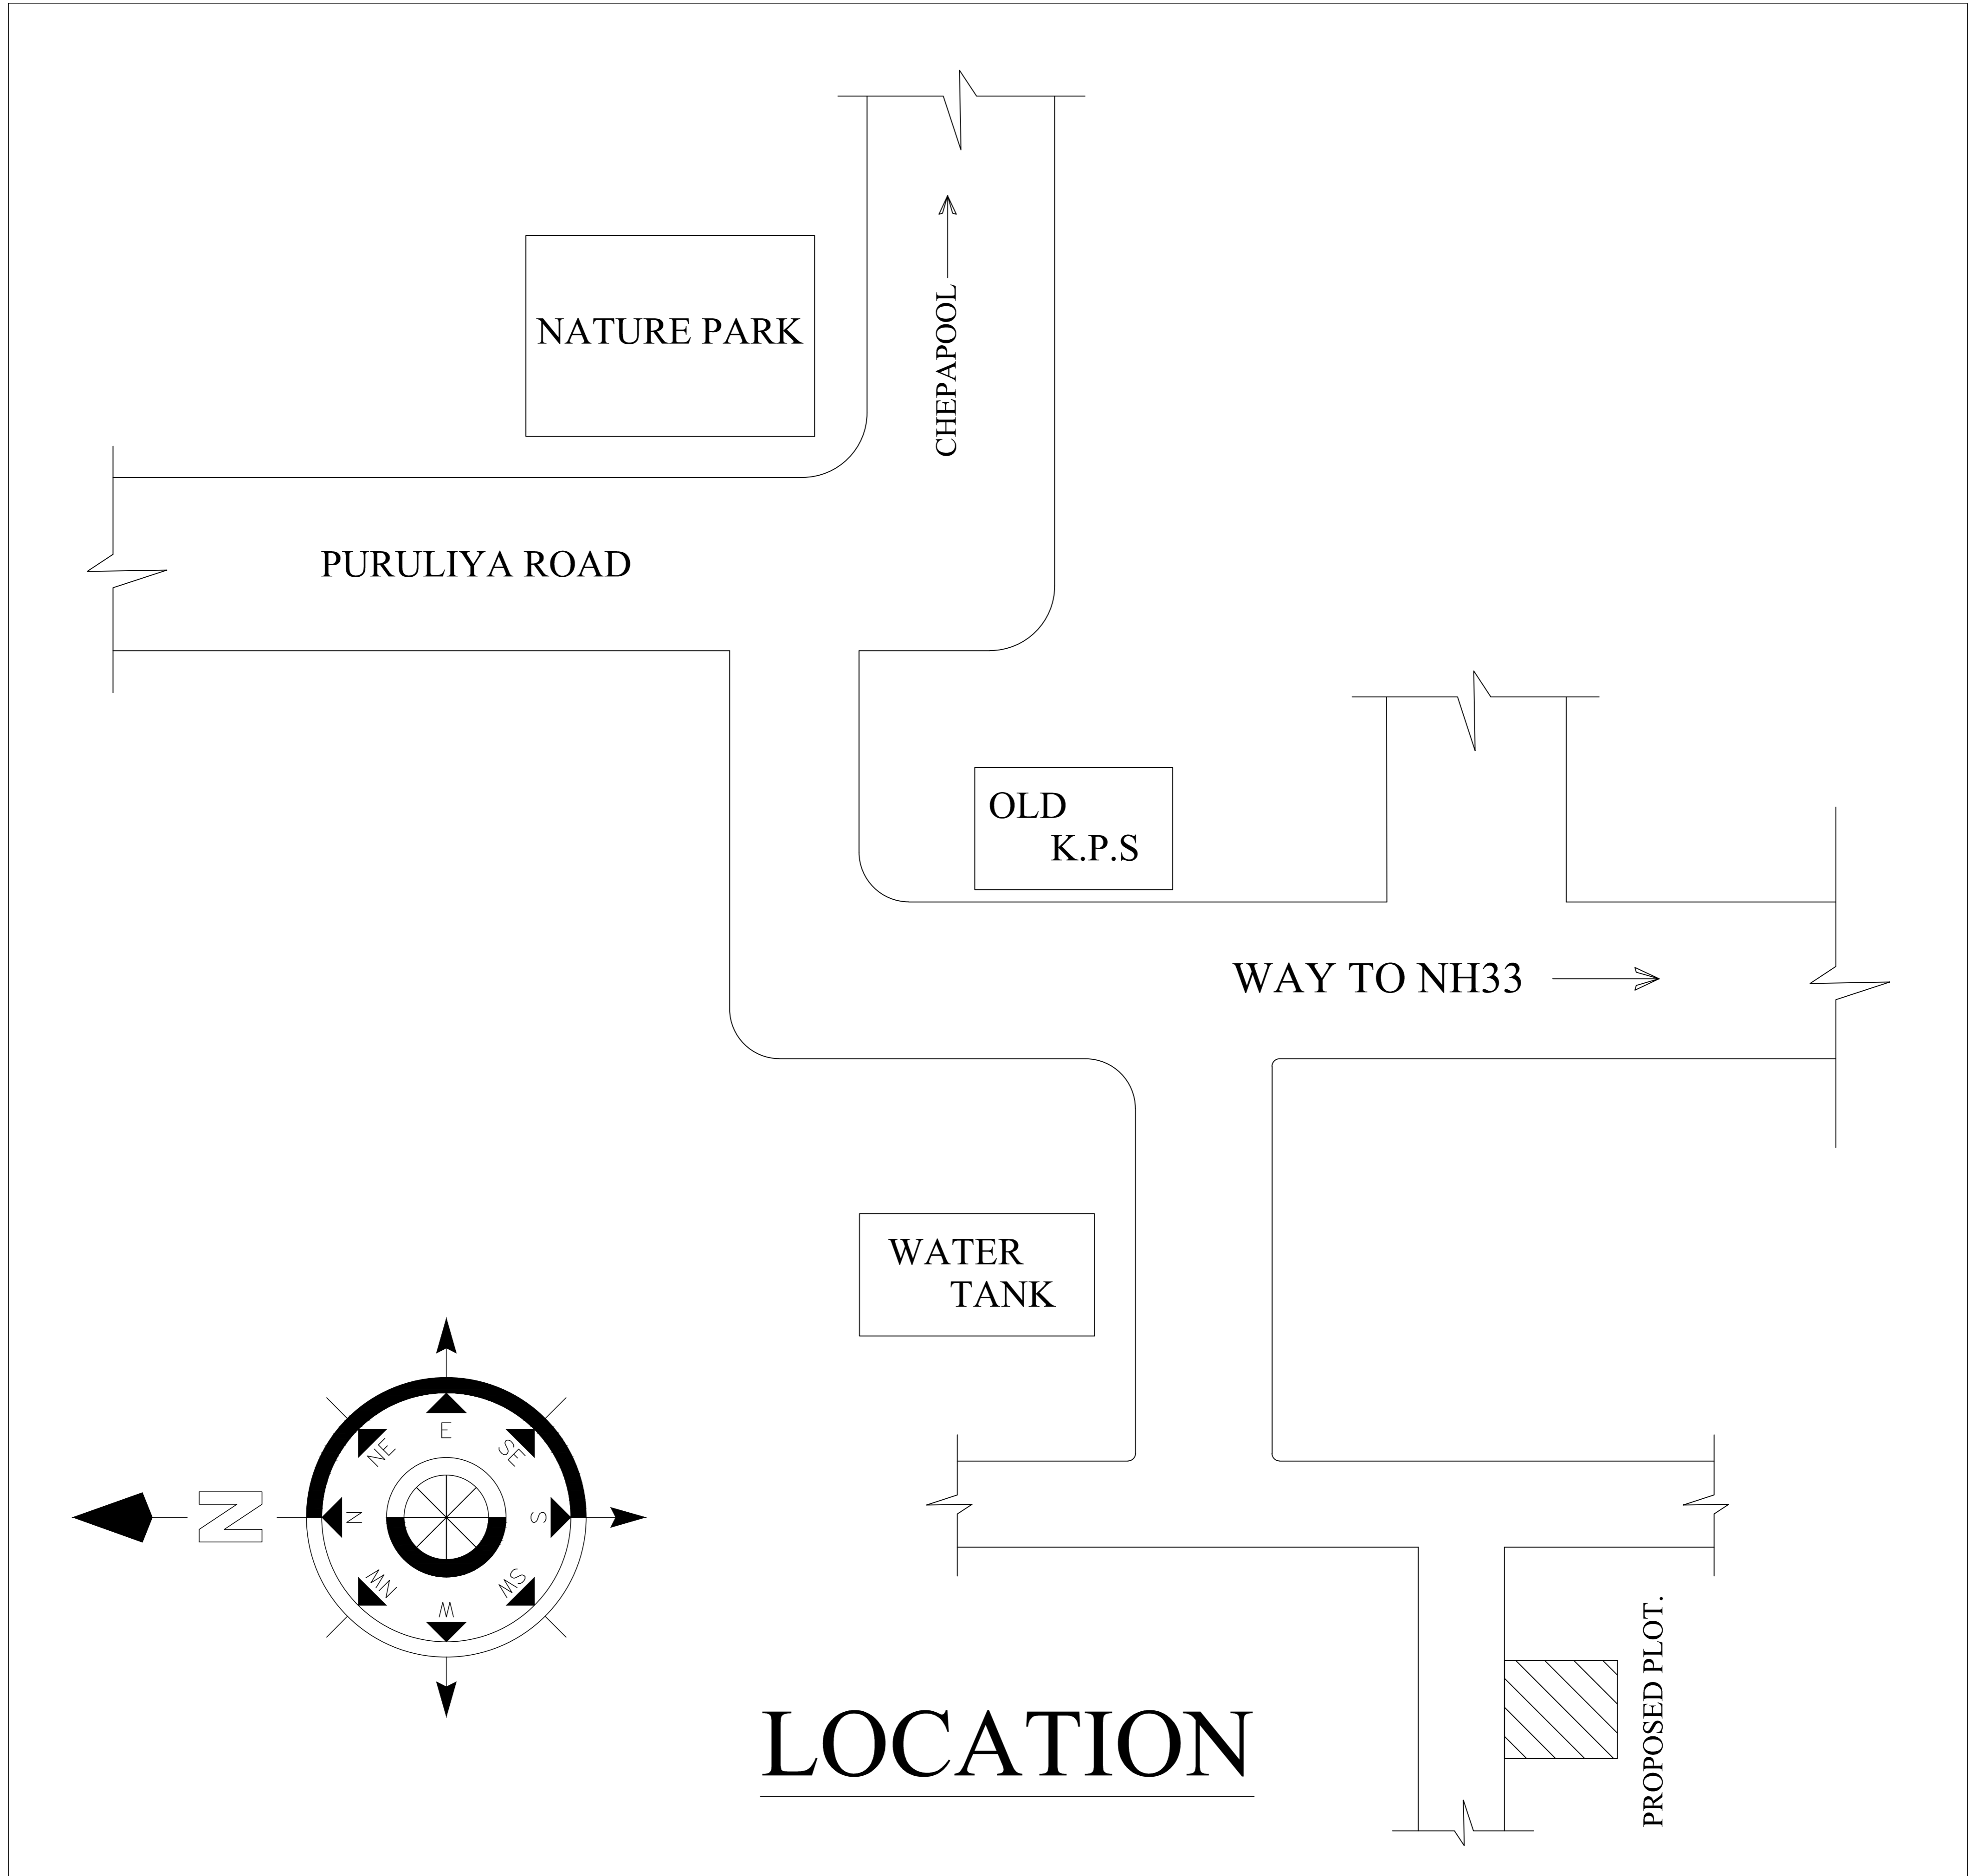 NATURE PARK
CHEPAPOOL
PURULIYA ROAD
OLD
K.P.S
WAY TO NH33
WATER
TANK
E
NE
SE
N
N
S
NW
SW
W
PROPOSED PLOT.
LOCATION